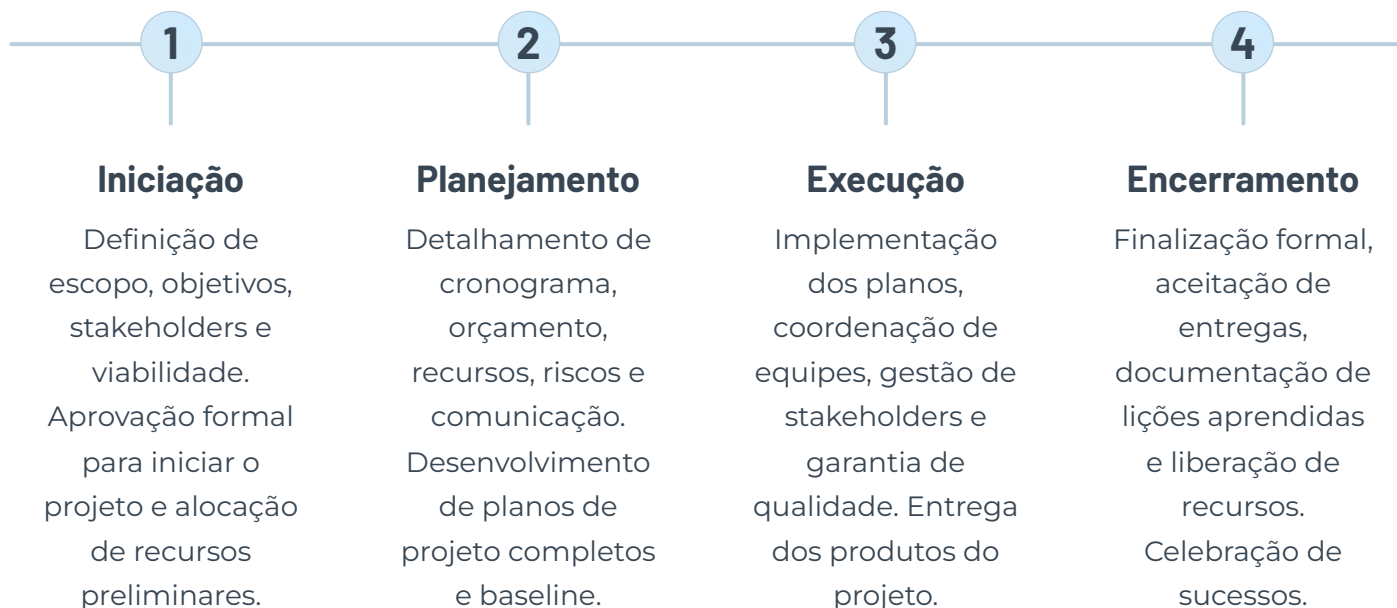 1
2
3
4
Iniciação
Definição de
escopo, objetivos,
stakeholders e
viabilidade.
Aprovação formal
para iniciar o
projeto e alocação
de recursos
preliminares.
Planejamento
Detalhamento de
cronograma,
orçamento,
recursos, riscos e
comunicação.
Desenvolvimento
de planos de
projeto completos
e baseline.
Execução
Implementação
dos planos,
coordenação de
equipes, gestão de
stakeholders e
garantia de
qualidade. Entrega
dos produtos do
projeto.
Encerramento
Finalização formal,
aceitação de
entregas,
documentação de
lições aprendidas
e liberação de
recursos.
Celebração de
sucessos.